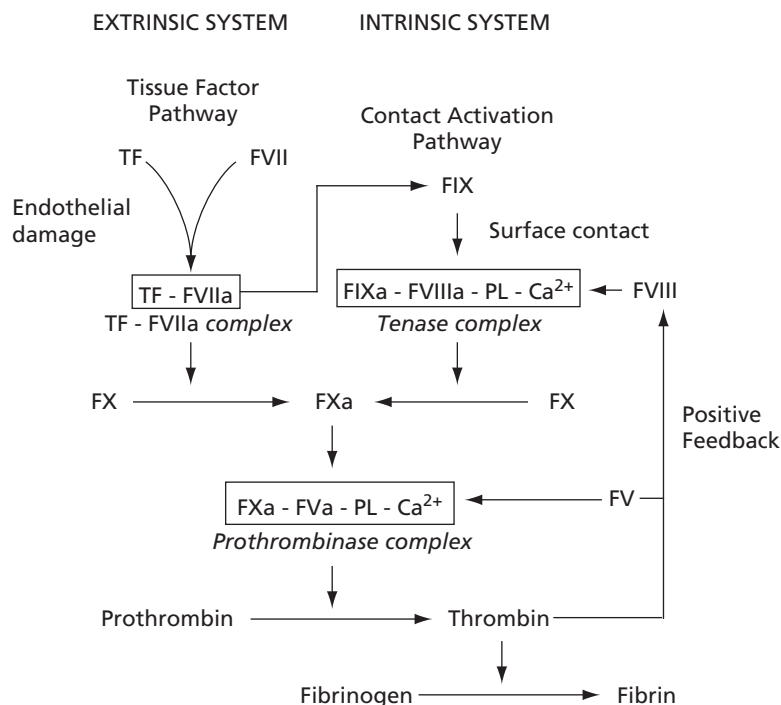 EXTRINSIC SYSTEM
INTRINSIC SYSTEM
Tissue Factor
Pathway
Contact Activation
Pathway
TF
FVII
FIX
Endothelial
damage
Surface contact
TF - FVIIa
FIXa - FVIIIa - PL - Ca²⁺
FVIII
TF - FVIIa complex
Tenase complex
FX
FXa
FX
Positive
Feedback
FXa - FVa - PL - Ca²⁺
FV
Prothrombinase complex
Prothrombin
Thrombin
Fibrinogen
Fibrin